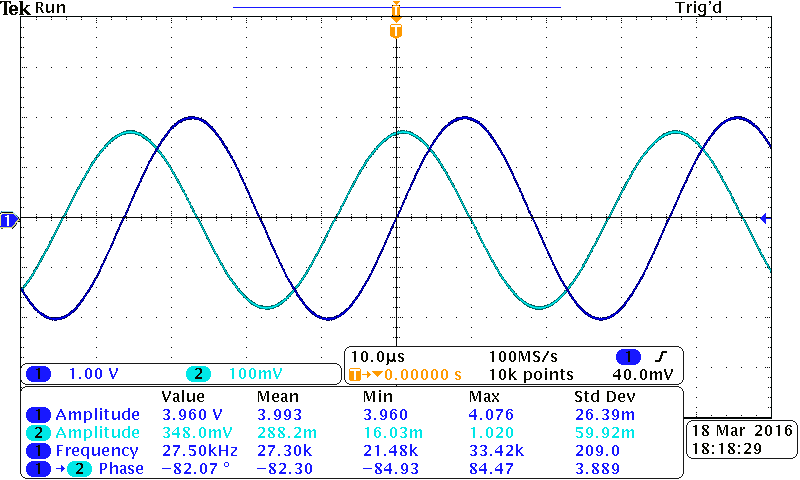 Tek Run Trig'd
T
T
1
1 1.00 V 2 100mV
10.0µs 100MS/s 1
T→▼0.00000 s 10k points 40.0mV
Value Mean Min Max Std Dev
1 Amplitude 3.960 V 3.993 3.960 4.076 26.39m
2 Amplitude 348.0mV 288.2m 16.03m 1.020 59.92m
1 Frequency 27.50kHz 27.30k 21.48k 33.42k 209.0
1 → 2 Phase −82.07 ° −82.30 −84.93 84.47 3.889
18 Mar 2016
18:18:29